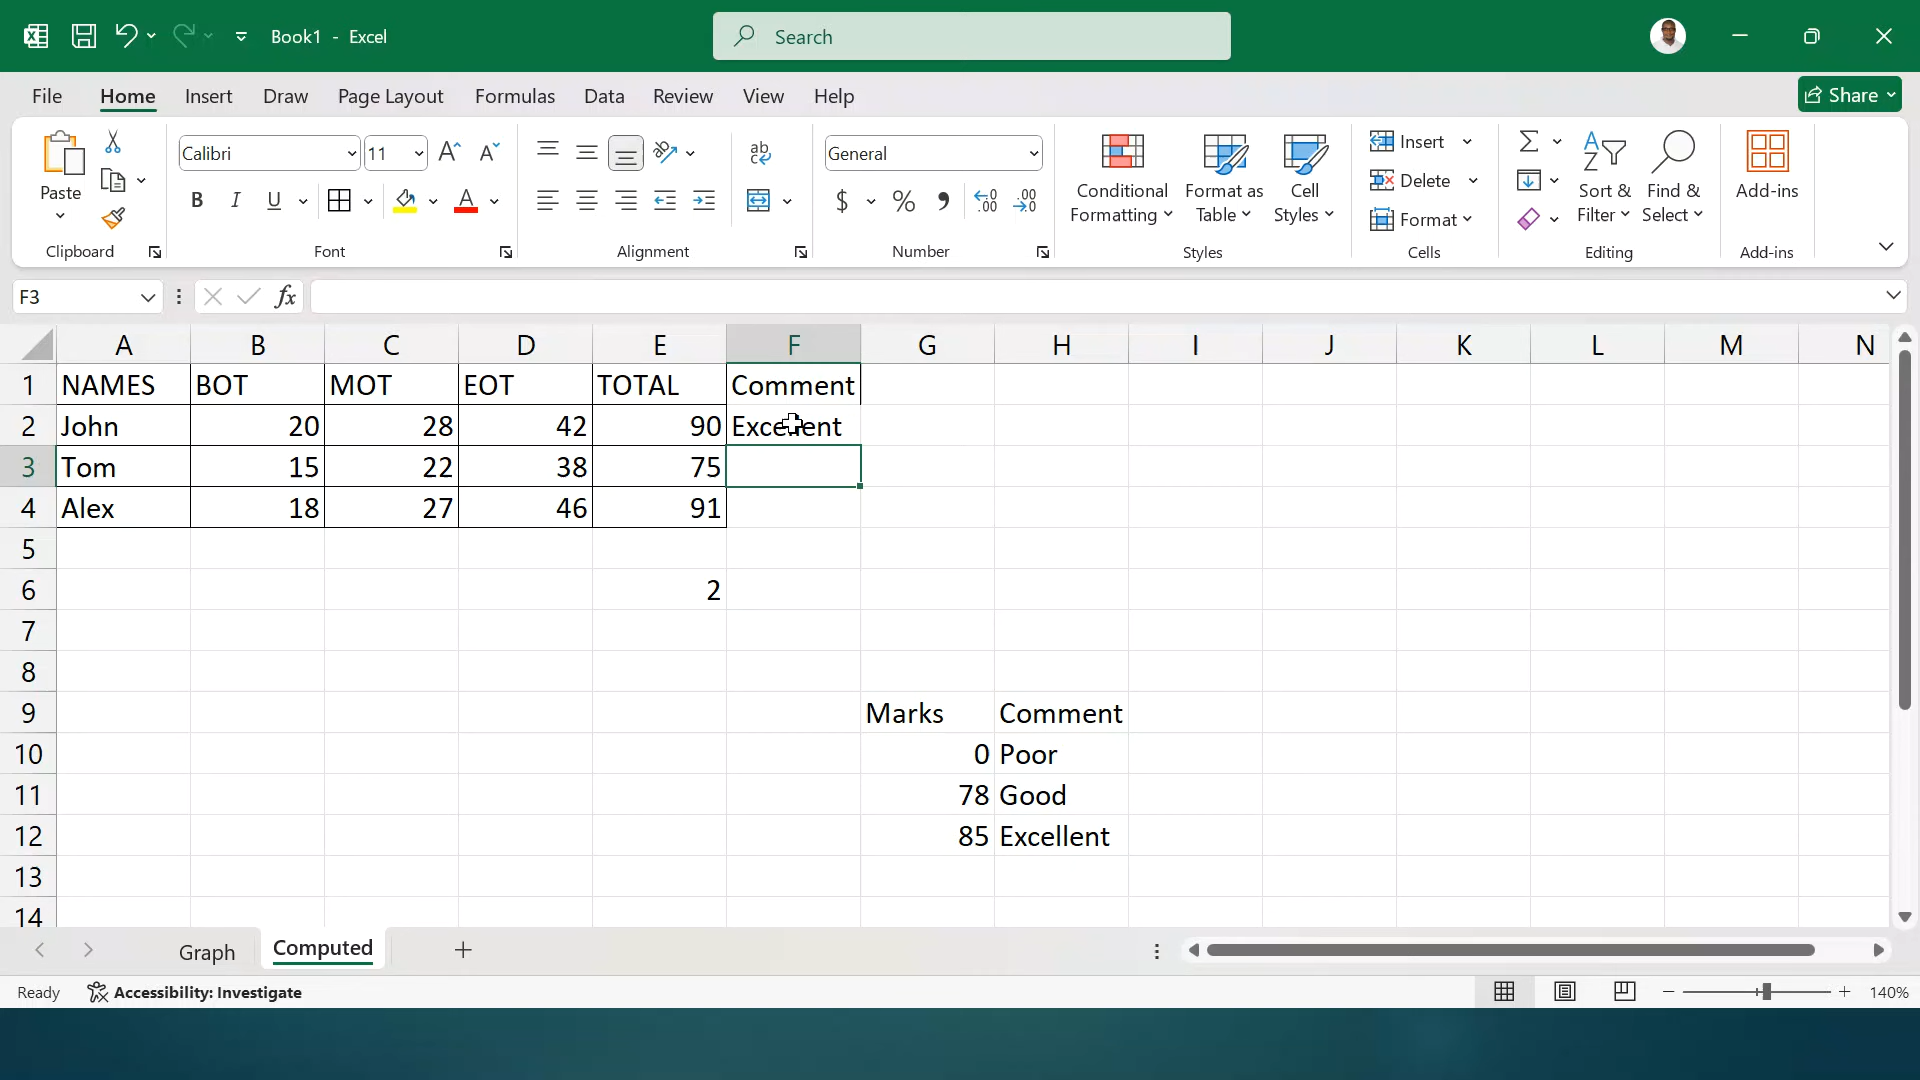 Book1 - Excel
Search
File Home Insert Draw Page Layout Formulas Data Review View Help
Share
Paste
Clipboard
Calibri 11
B I U A
Font
ab
Alignment
General
$ % , .00
Number
Conditional Formatting
Format as Table
Cell Styles
Styles
Insert
Delete
Format
Cells
Sort & Filter
Find & Select
Editing
Add-ins
Add-ins
F3 fx
A B C D E F G H I J K L M N
1 NAMES BOT MOT EOT TOTAL Comment
2 John 20 28 42 90 Excellent
3 Tom 15 22 38 75
4 Alex 18 27 46 91
5
6 2
7
8
9 Marks Comment
10 0 Poor
11 78 Good
12 85 Excellent
13
14
Graph Computed
Ready Accessibility: Investigate 140%